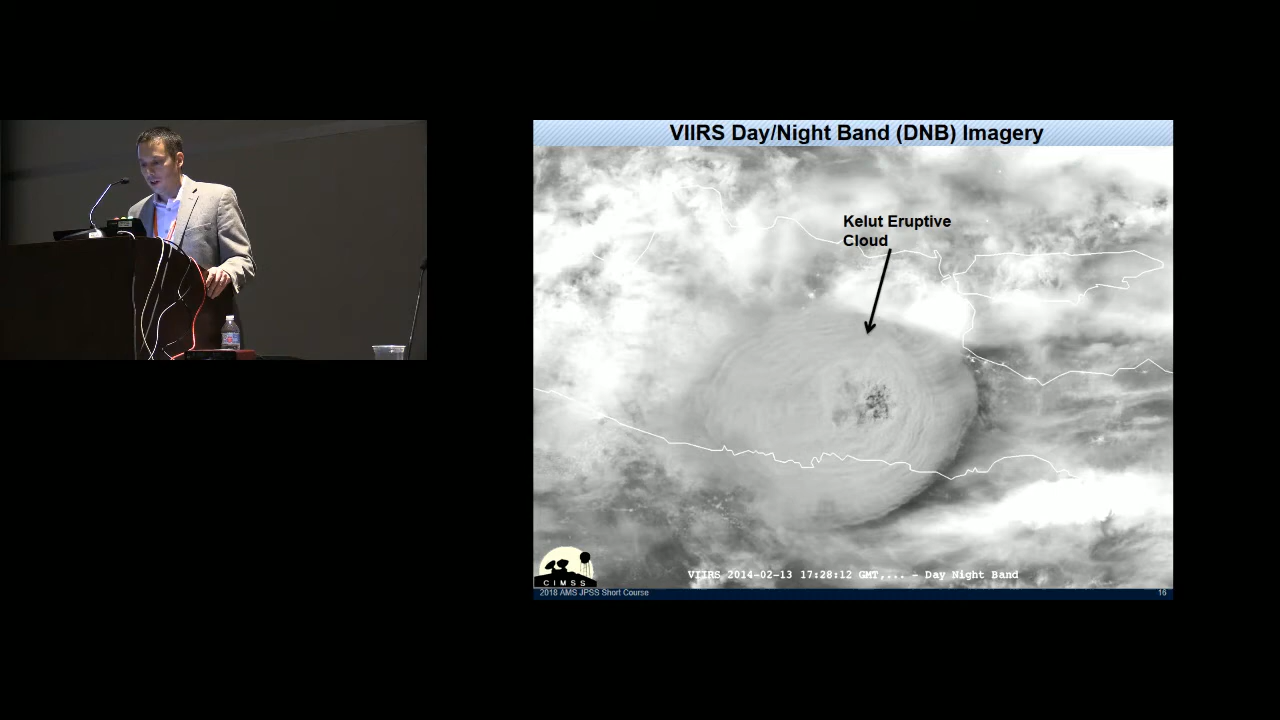 VIIRS Day/Night Band (DNB) Imagery
Kelut Eruptive
Cloud
VIIRS 2014-02-13 17:28:12 GMT,... - Day Night Band
CIMSS
2018 AMS JPSS Short Course
16